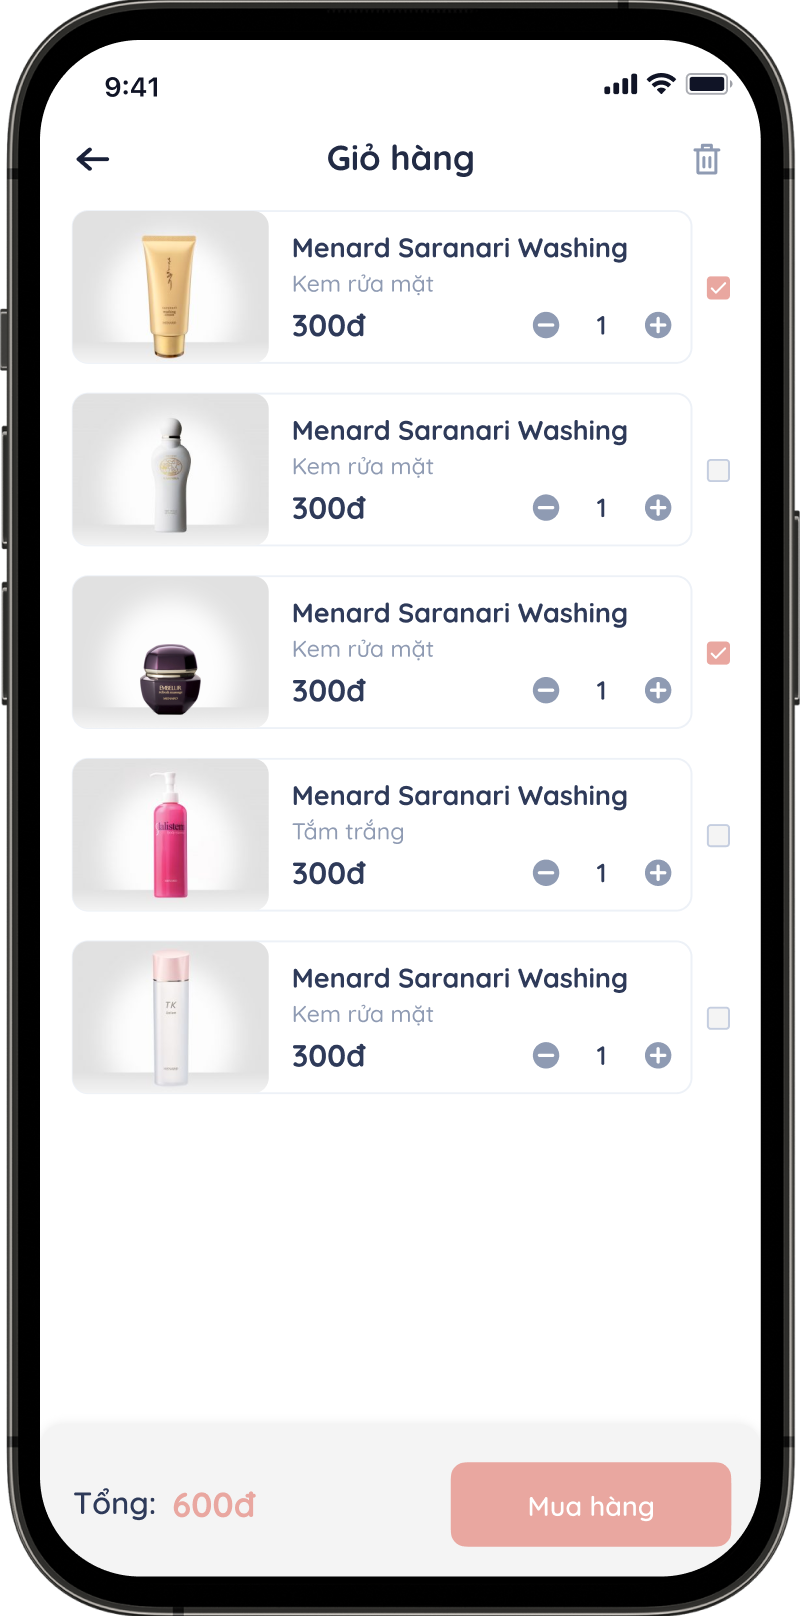 9:41
Giỏ hàng
Menard Saranari Washing
Kem rửa mặt
300đ
1
Menard Saranari Washing
Kem rửa mặt
300đ
1
EMBELLIR
Menard Saranari Washing
Kem rửa mặt
300đ
1
Menard Saranari Washing
Tắm trắng
300đ
1
TK
Menard Saranari Washing
Kem rửa mặt
300đ
1
Tổng: 600đ
Mua hàng